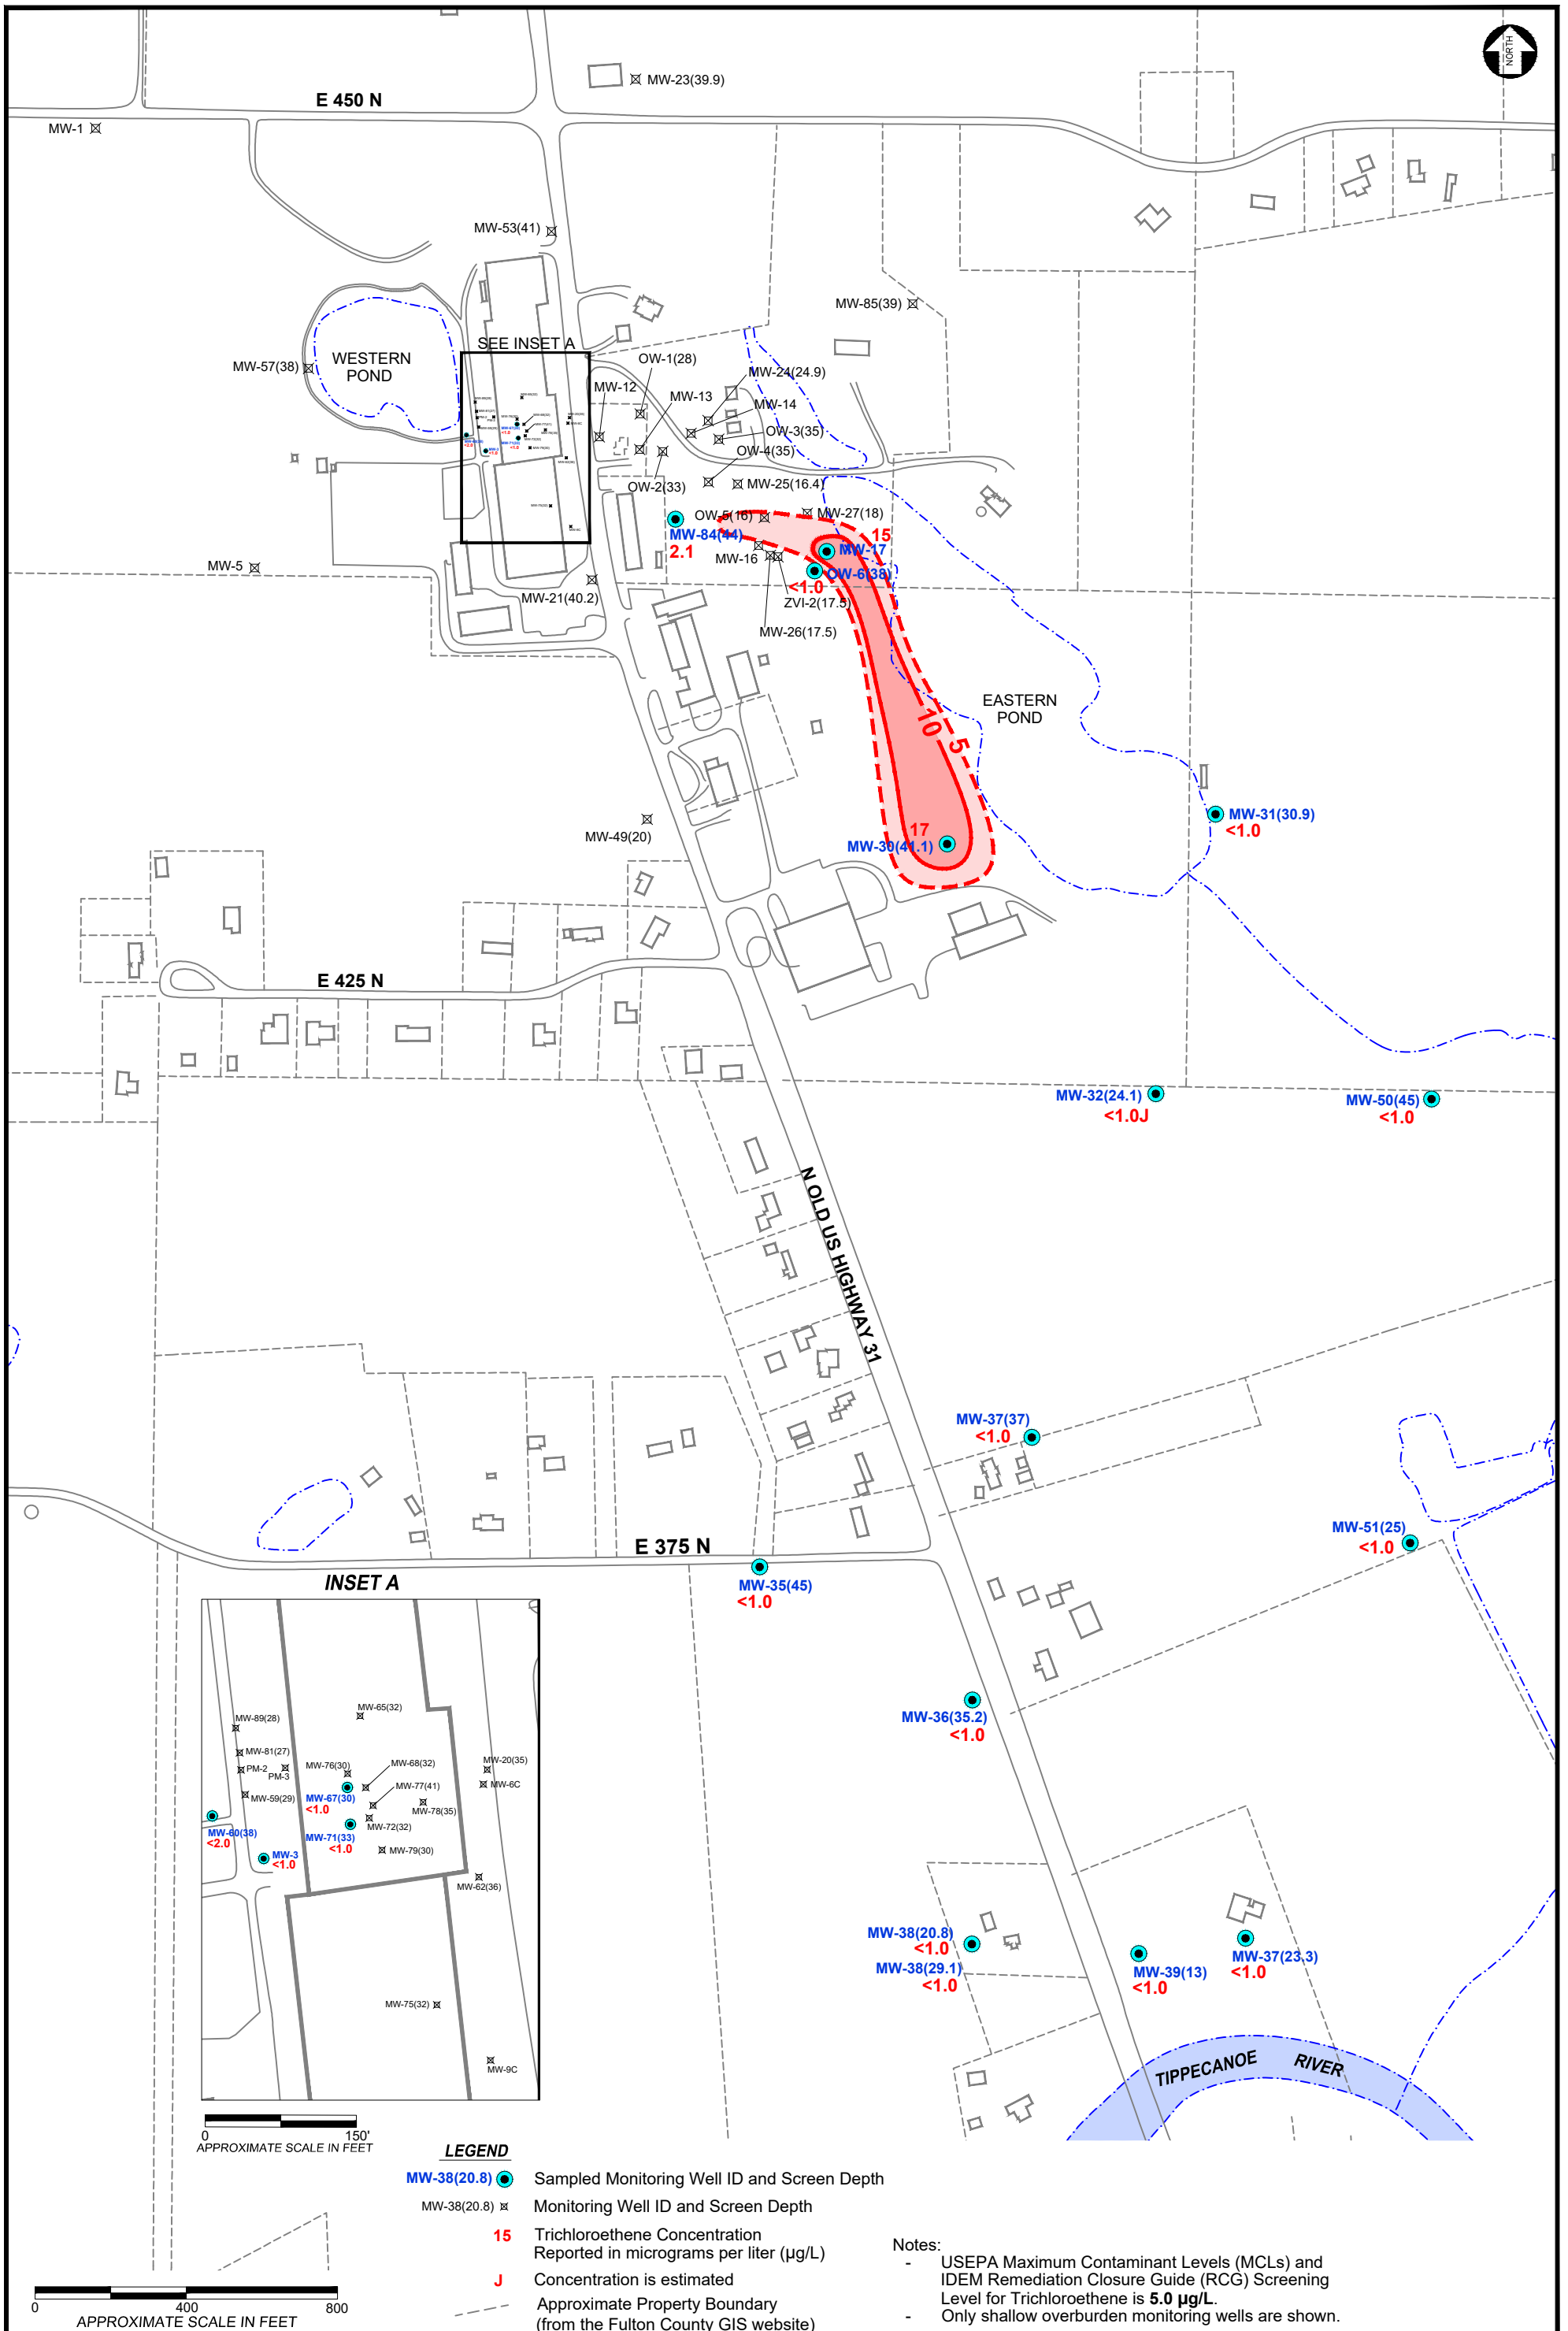 NORTH
E 450 N
MW-23(39.9)
MW-1
MW-53(41)
MW-85(39)
SEE INSET A
MW-57(38)
WESTERN
POND
OW-1(28)
MW-24(24.9)
MW-12
MW-13
MW-14
OW-3(35)
OW-4(35)
OW-2(33)
MW-25(16.4)
OW-5(16)
MW-27(18)
MW-84(44)
2.1
15
MW-17
MW-16
OW-6(38)
<1.0
MW-5
MW-21(40.2)
ZVI-2(17.5)
MW-26(17.5)
EASTERN
POND
10
5
MW-31(30.9)
<1.0
MW-49(20)
17
MW-30(41.1)
E 425 N
MW-32(24.1)
<1.0J
MW-50(45)
<1.0
N OLD US HIGHWAY 31
MW-37(37)
<1.0
MW-51(25)
<1.0
E 375 N
MW-35(45)
<1.0
INSET A
MW-36(35.2)
<1.0
MW-65(32)
MW-89(28)
MW-81(27)
PM-2
PM-3
MW-76(30)
MW-68(32)
MW-20(35)
MW-6C
MW-59(29)
MW-67(30)
<1.0
MW-77(41)
MW-78(35)
MW-72(32)
MW-60(38)
<2.0
MW-71(33)
<1.0
MW-3
<1.0
MW-79(30)
MW-62(36)
MW-75(32)
MW-9C
MW-38(20.8)
<1.0
MW-38(29.1)
<1.0
MW-39(13)
<1.0
MW-37(23.3)
<1.0
TIPPECANOE RIVER
0 150'
APPROXIMATE SCALE IN FEET
LEGEND
MW-38(20.8) Sampled Monitoring Well ID and Screen Depth
MW-38(20.8) Monitoring Well ID and Screen Depth
15 Trichloroethene Concentration
Reported in micrograms per liter (µg/L)
J Concentration is estimated
Approximate Property Boundary
(from the Fulton County GIS website)
Notes:
- USEPA Maximum Contaminant Levels (MCLs) and
IDEM Remediation Closure Guide (RCG) Screening
Level for Trichloroethene is 5.0 µg/L.
- Only shallow overburden monitoring wells are shown.
0 400 800
APPROXIMATE SCALE IN FEET